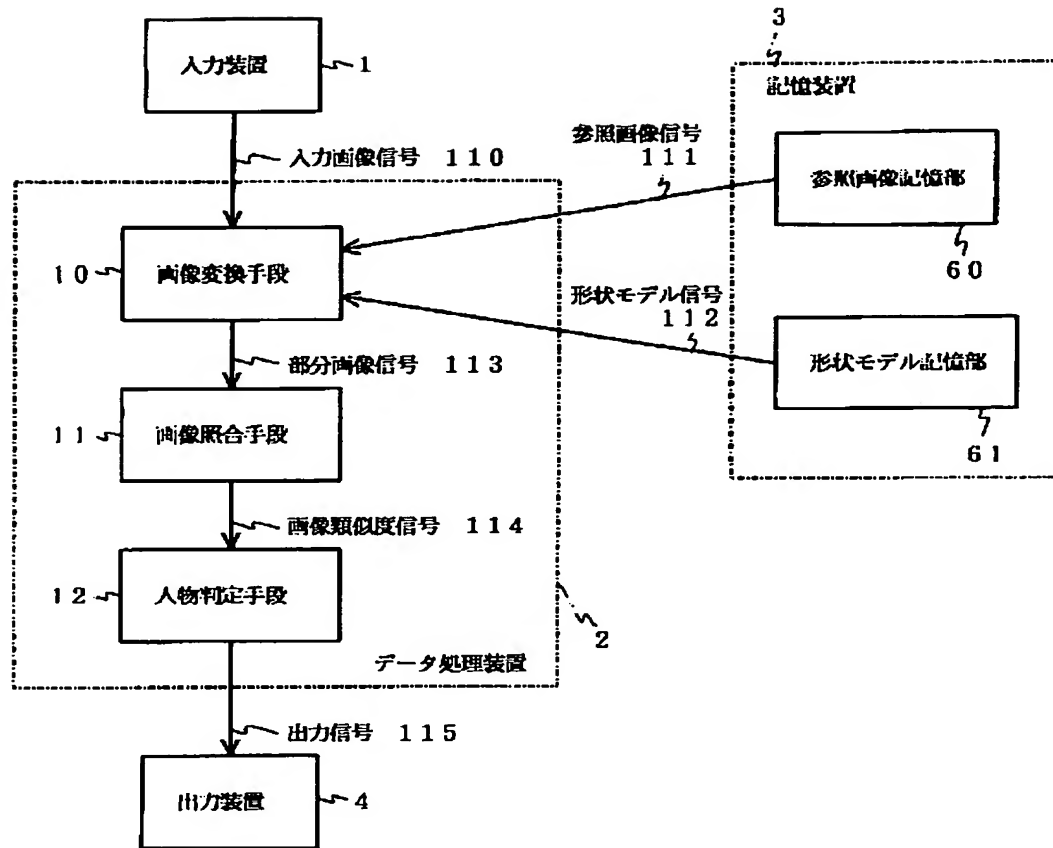 入力装置
1
3
記憶装置
入力画像信号 110
参照画像信号
111
参照画像記憶部
60
10
画像変換手段
形状モデル信号
112
形状モデル記憶部
61
部分画像信号 113
11
画像照合手段
画像類似度信号 114
12
人物判定手段
2
データ処理装置
出力信号 115
出力装置
4